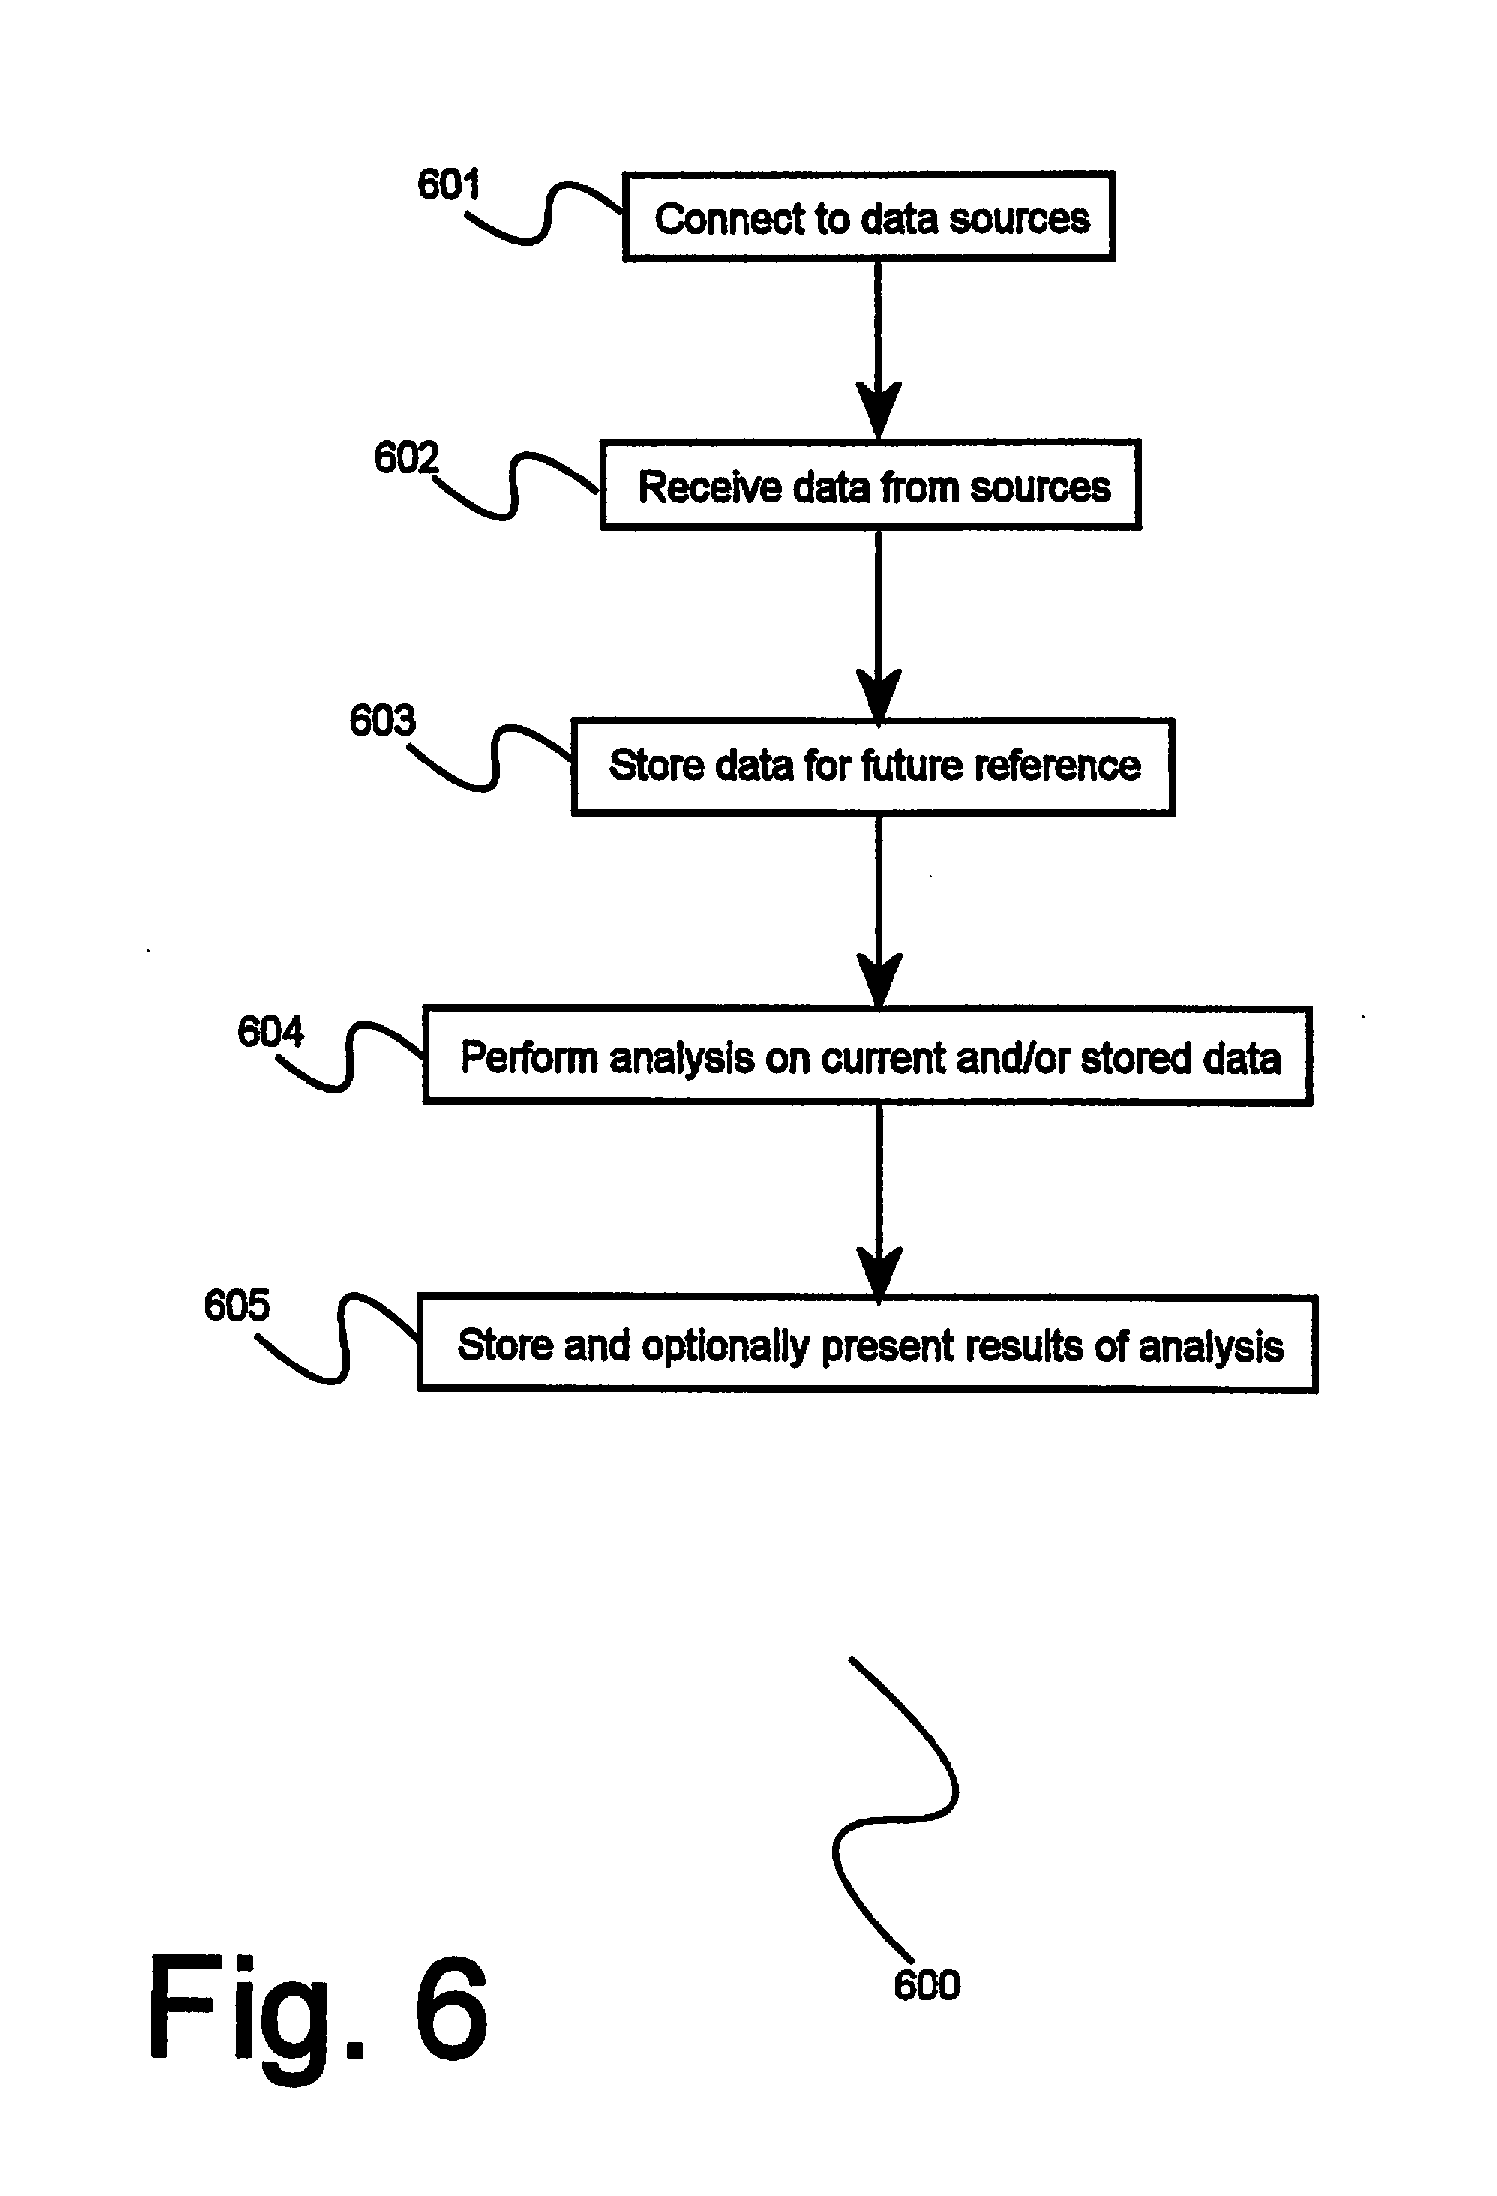 601
Connect to data sources
602
Receive data from sources
603
Store data for future reference
604
Perform analysis on current and/or stored data
605
Store and optionally present results of analysis
600
Fig. 6